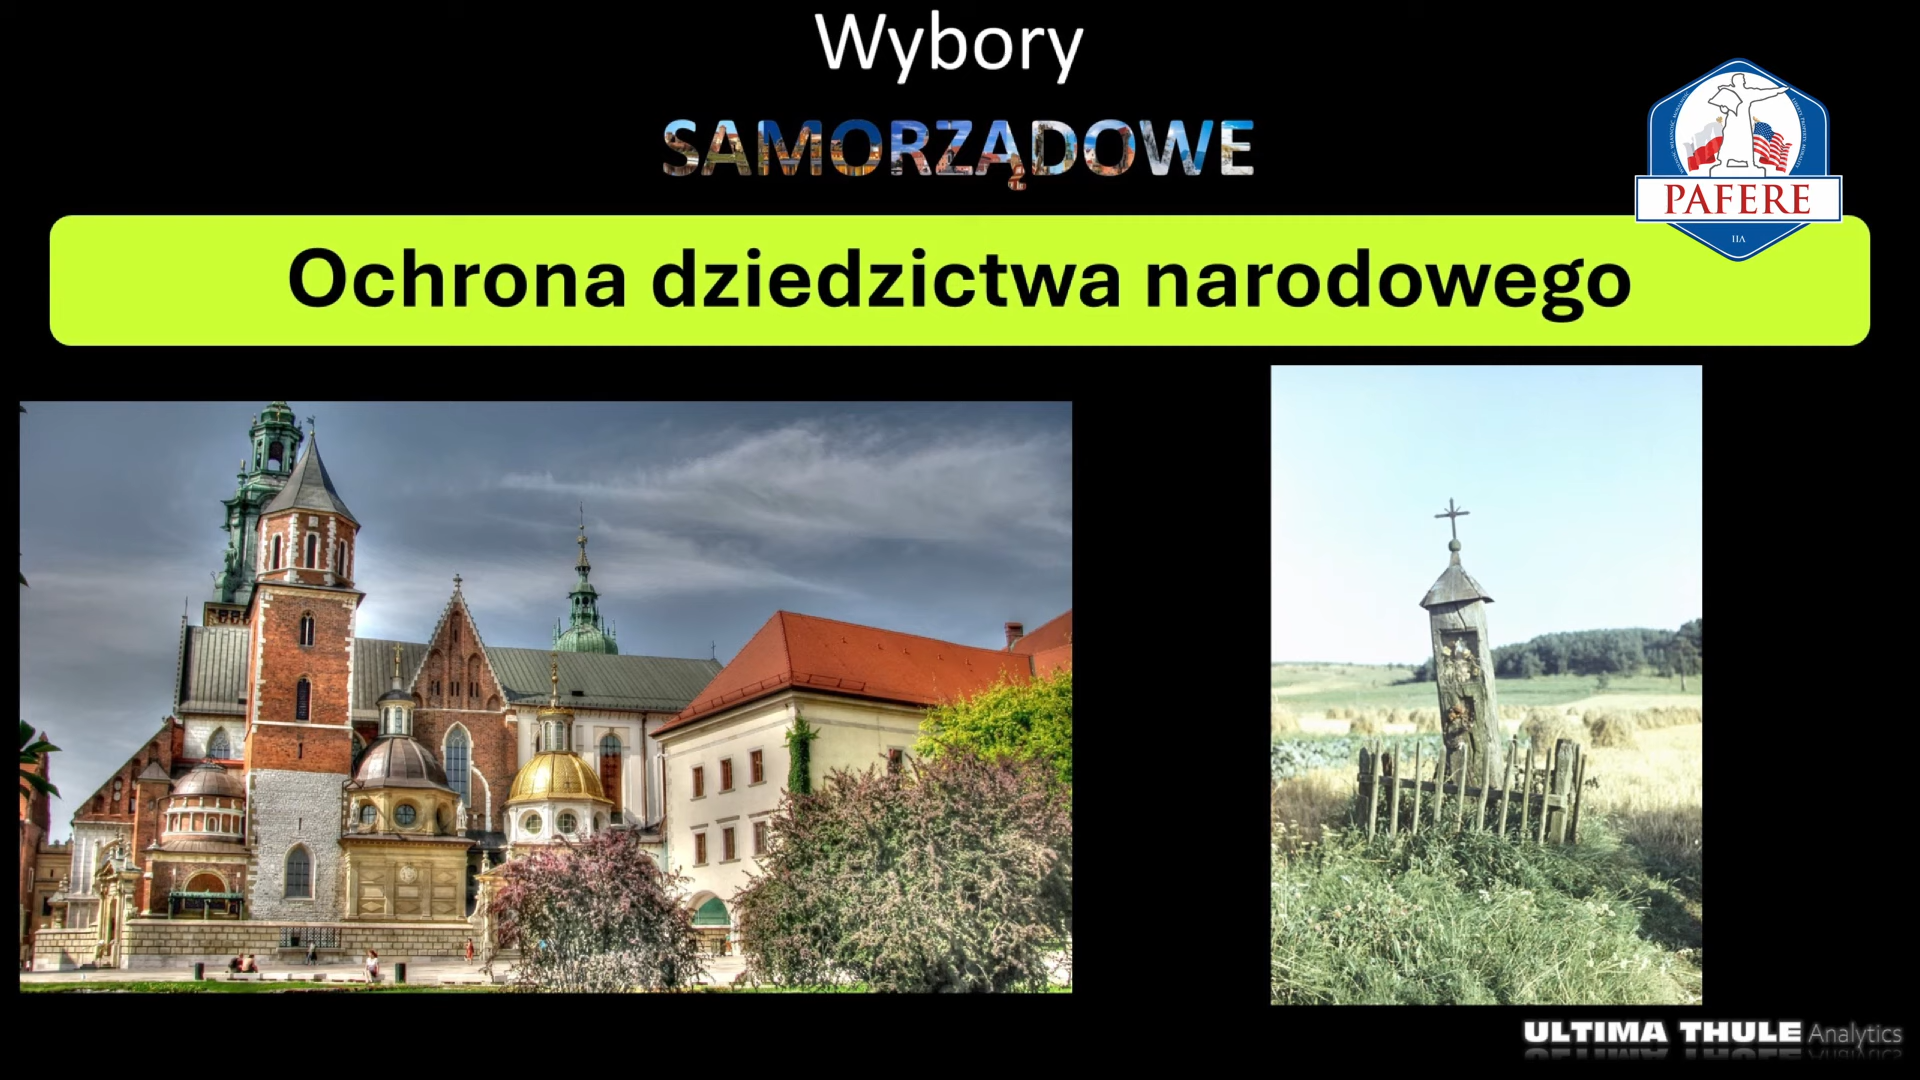 Wybory
SAMORZĄDOWE
PAFERE
Ochrona dziedzictwa narodowego
ULTIMA THULE Analytics